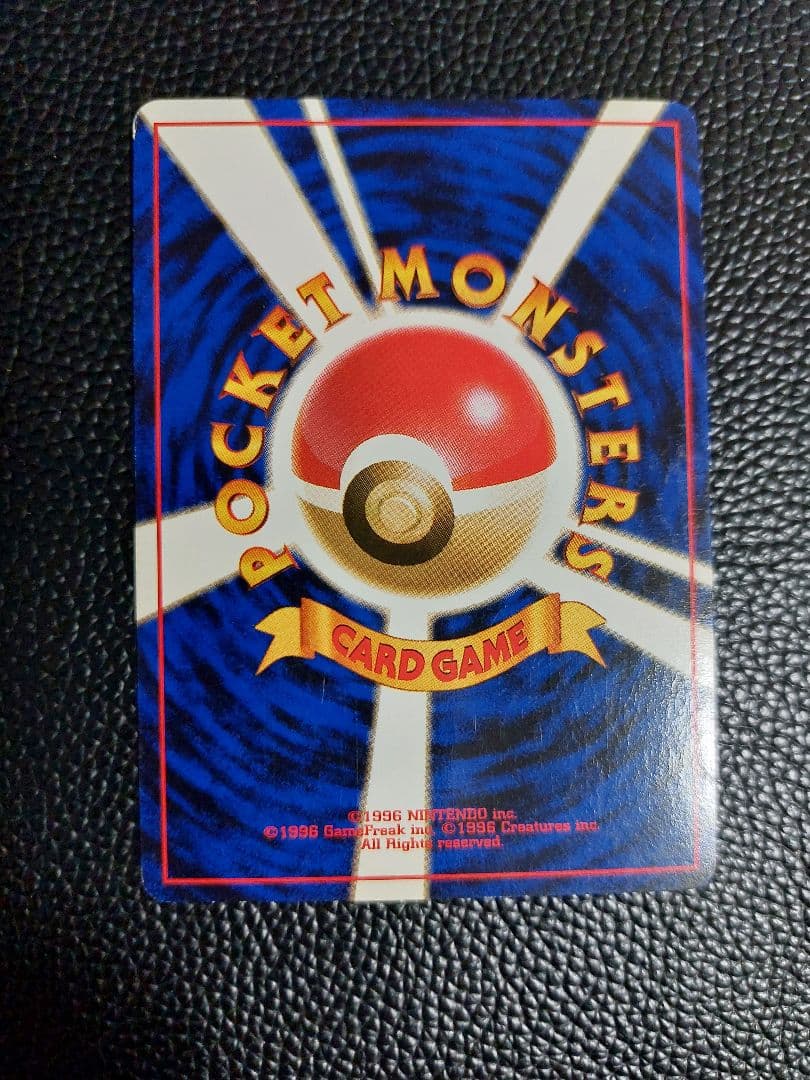 POCKET MONSTERS
CARD GAME
©1996 NINTENDO inc.
©1996 GameFreak inc. ©1996 Creatures inc.
All Rights reserved.